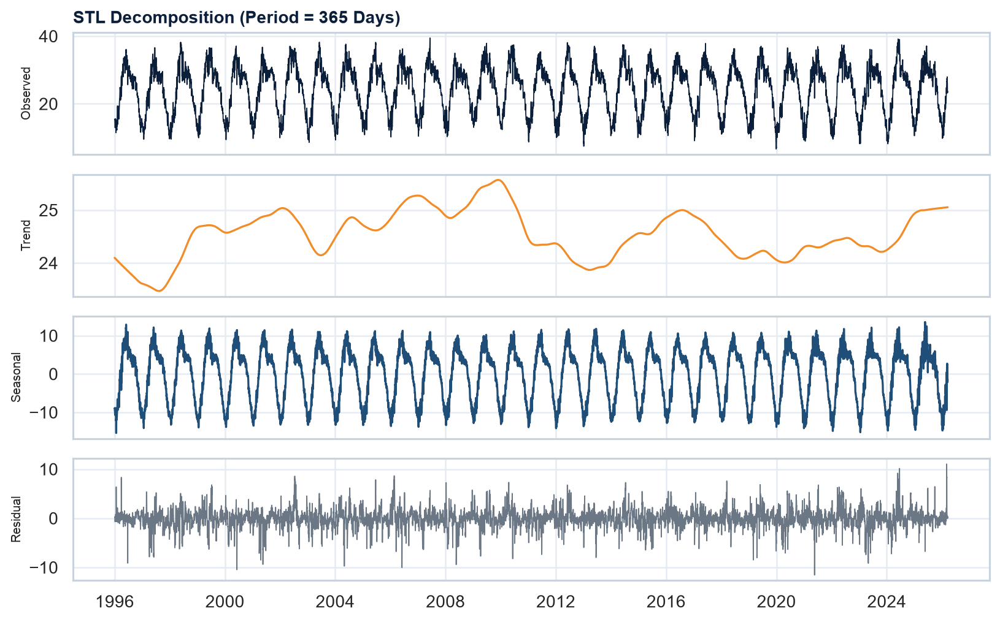 STL Decomposition (Period = 365 Days)
Observed
40
20
Trend
25
24
Seasonal
10
0
−10
Residual
10
0
−10
1996 2000 2004 2008 2012 2016 2020 2024